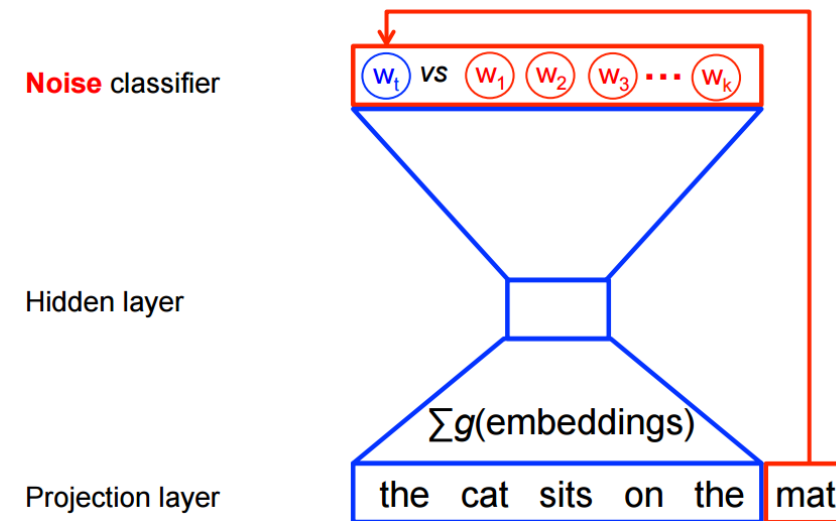 Noise classifier
w_t vs w_1 w_2 w_3 ··· w_k
Hidden layer
∑g(embeddings)
Projection layer the cat sits on the mat